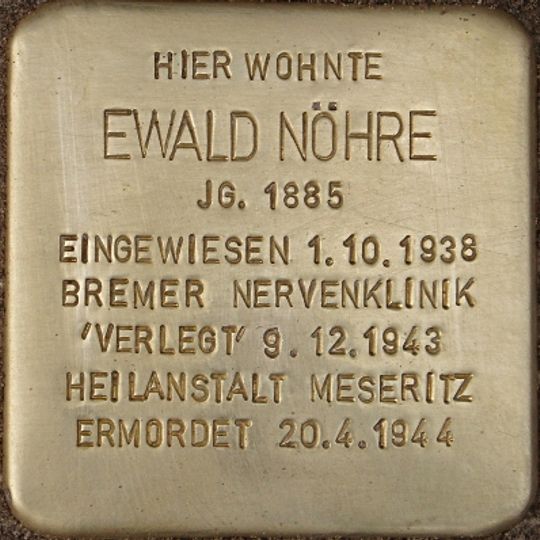 HIER WOHNTE
EWALD NÖHRE
JG. 1885
EINGEWIESEN 1.10.1938
BREMER NERVENKLINIK
'VERLEGT' 9.12.1943
HEILANSTALT MESERITZ
ERMORDET 20.4.1944